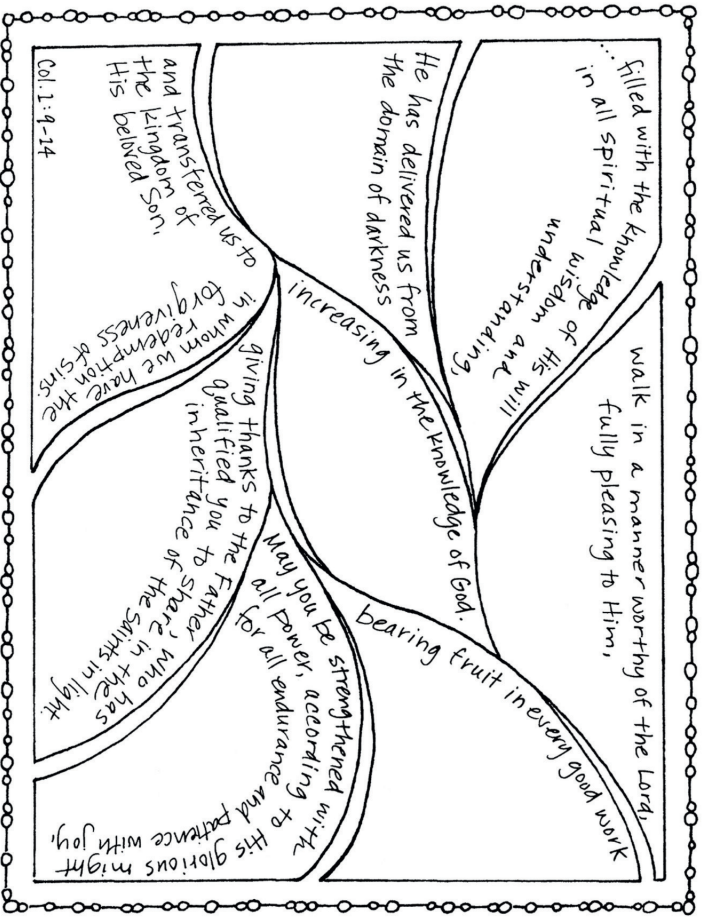 ...filled with the knowledge of His will
in all spiritual wisdom and
understanding,
walk in a manner worthy of the Lord,
fully pleasing to Him,
bearing fruit in every good work
increasing in the knowledge of God.
May you be strengthened with
all power, according to His glorious might
for all endurance and patience with joy,
giving thanks to the Father, who has
qualified you to share in the
inheritance of the saints in light.
He has delivered us from
the domain of darkness
and transferred us to
the kingdom of
His beloved Son,
in whom we have
redemption the
forgiveness of sins.
Col. 1:9-14